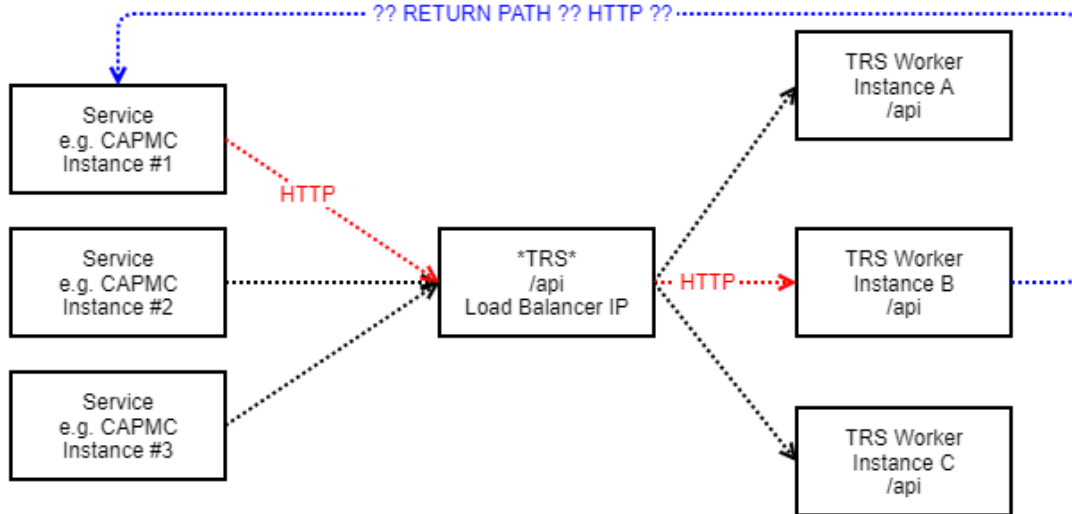 ?? RETURN PATH ?? HTTP ??
Service
e.g. CAPMC
Instance #1
HTTP
Service
e.g. CAPMC
Instance #2
Service
e.g. CAPMC
Instance #3
*TRS*
/api
Load Balancer IP
HTTP
TRS Worker
Instance A
/api
TRS Worker
Instance B
/api
TRS Worker
Instance C
/api